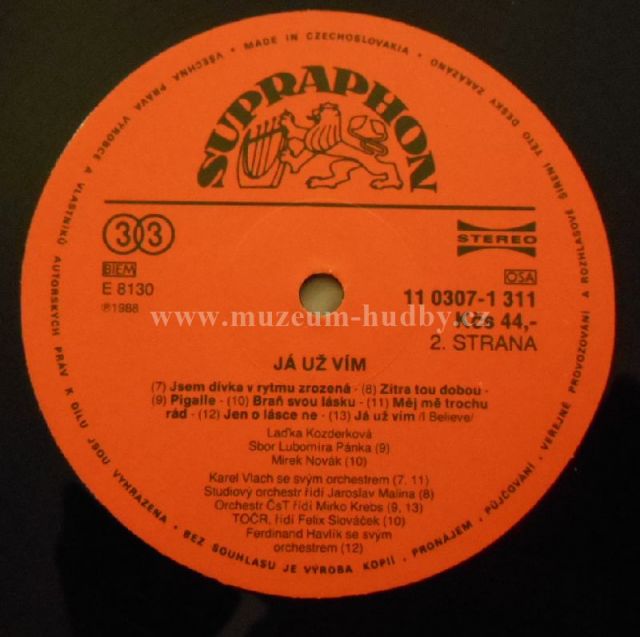 VŠECHNA PRÁVA VÝROBCE A VLASTNÍKŮ AUTORSKÝCH PRÁV K DÍLU JSOU VYHRAZENA • BEZ SOUHLASU JE VÝROBA KOPIÍ • PRONÁJEM • PŮJČOVÁNÍ • VEŘEJNÉ PROVOZOVÁNÍ A ROZHLASOVÉ ŠÍŘENÍ TÉTO DESKY ZAKÁZÁNO • MADE IN CZECHOSLOVAKIA •
SUPRAPHON
33
STEREO
BIEM
OSA
E 8130
11 0307-1 311
℗1988
Kčs 44,-
www.muzeum-hudby.cz
2. STRANA
JÁ UŽ VÍM
(7) Jsem dívka v rytmu zrozená - (8) Zítra tou dobou -
(9) Pigalle - (10) Braň svou lásku - (11) Měj mě trochu
rád - (12) Jen o lásce ne - (13) Já už vím /I Believe/
Laďka Kozderková
Sbor Lubomíra Pánka (9)
Mirek Novák (10)
Karel Vlach se svým orchestrem (7, 11)
Studiový orchestr řídí Jaroslav Malina (8)
Orchestr ČsT řídí Mirko Krebs (9, 13)
TOČR, řídí Felix Slováček (10)
Ferdinand Havlík se svým
orchestrem (12)